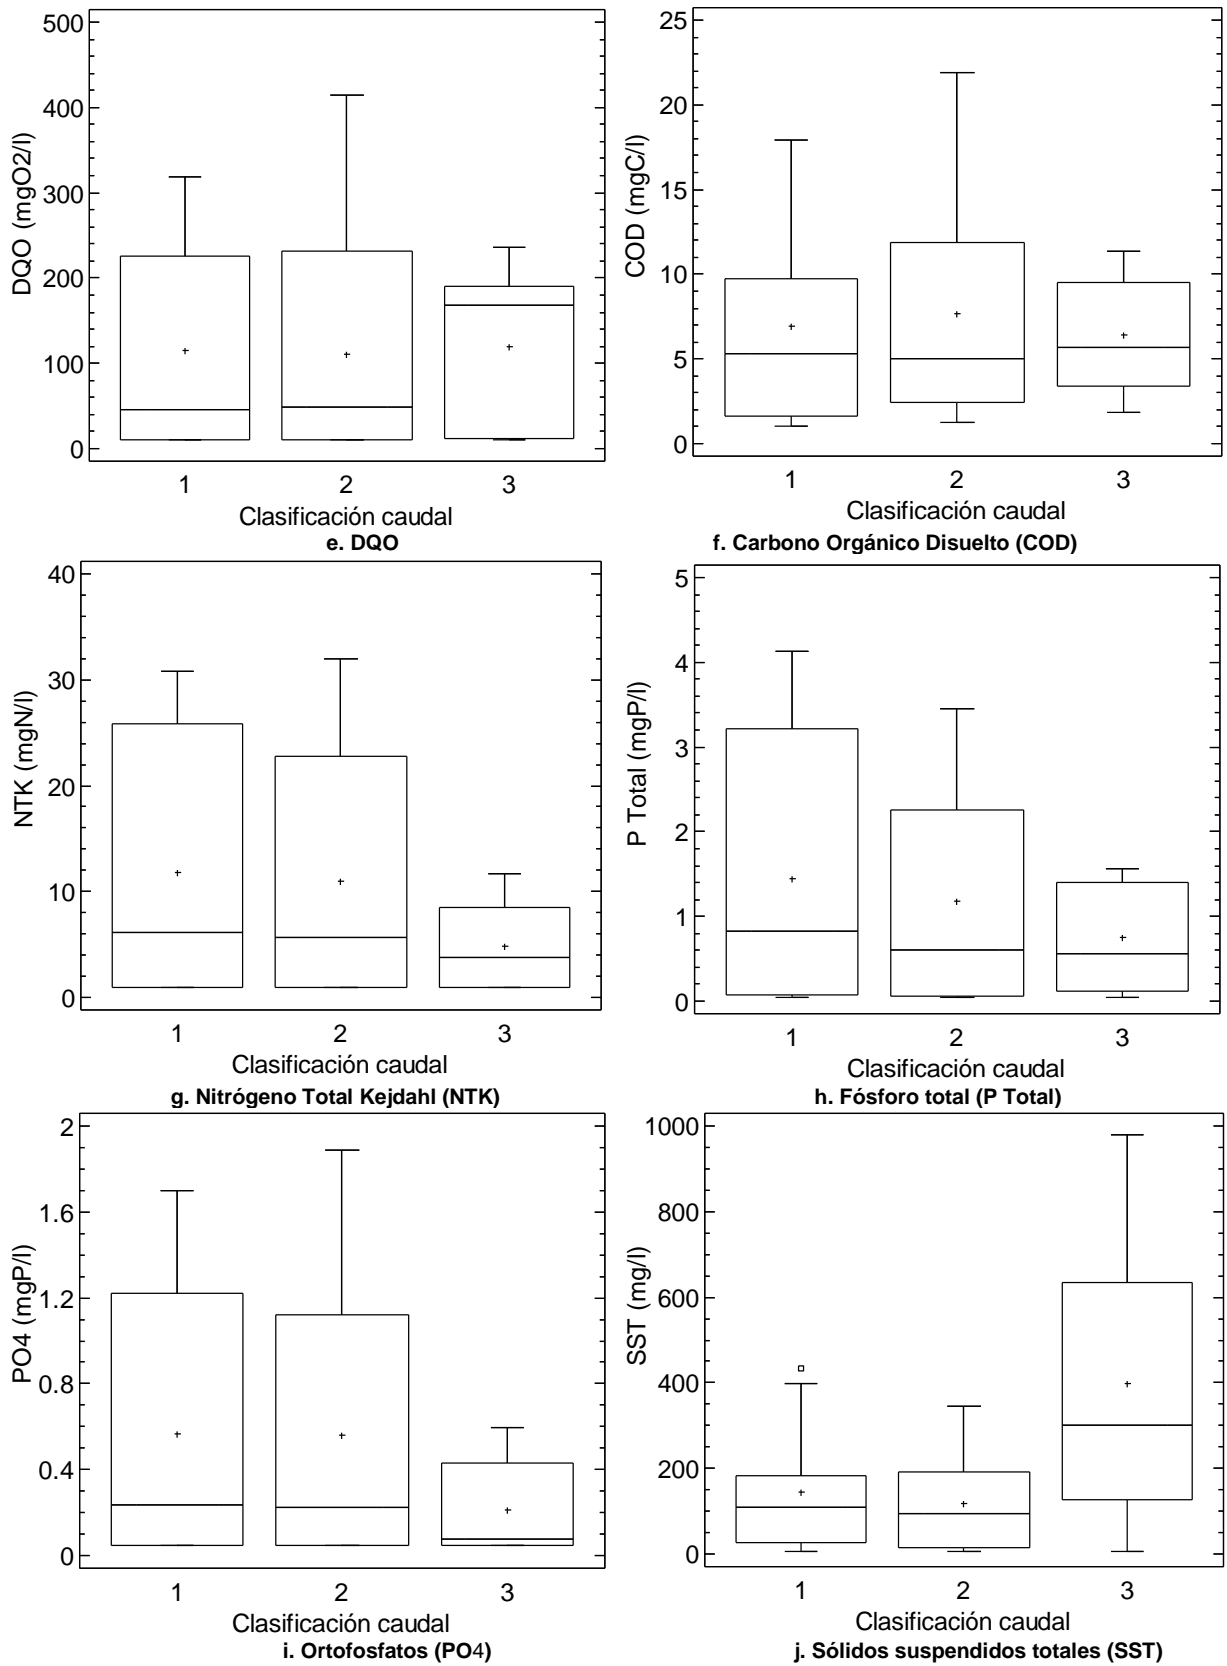 500
400
300
200
100
0
DQO (mgO2/l)
1 2 3
Clasificación caudal
e. DQO
25
20
15
10
5
0
COD (mgC/l)
1 2 3
Clasificación caudal
f. Carbono Orgánico Disuelto (COD)
40
30
20
10
0
NTK (mgN/l)
1 2 3
Clasificación caudal
g. Nitrógeno Total Kejdahl (NTK)
5
4
3
2
1
0
P Total (mgP/l)
1 2 3
Clasificación caudal
h. Fósforo total (P Total)
2
1.6
1.2
0.8
0.4
0
PO4 (mgP/l)
1 2 3
Clasificación caudal
i. Ortofosfatos (PO4)
1000
800
600
400
200
0
SST (mg/l)
1 2 3
Clasificación caudal
j. Sólidos suspendidos totales (SST)